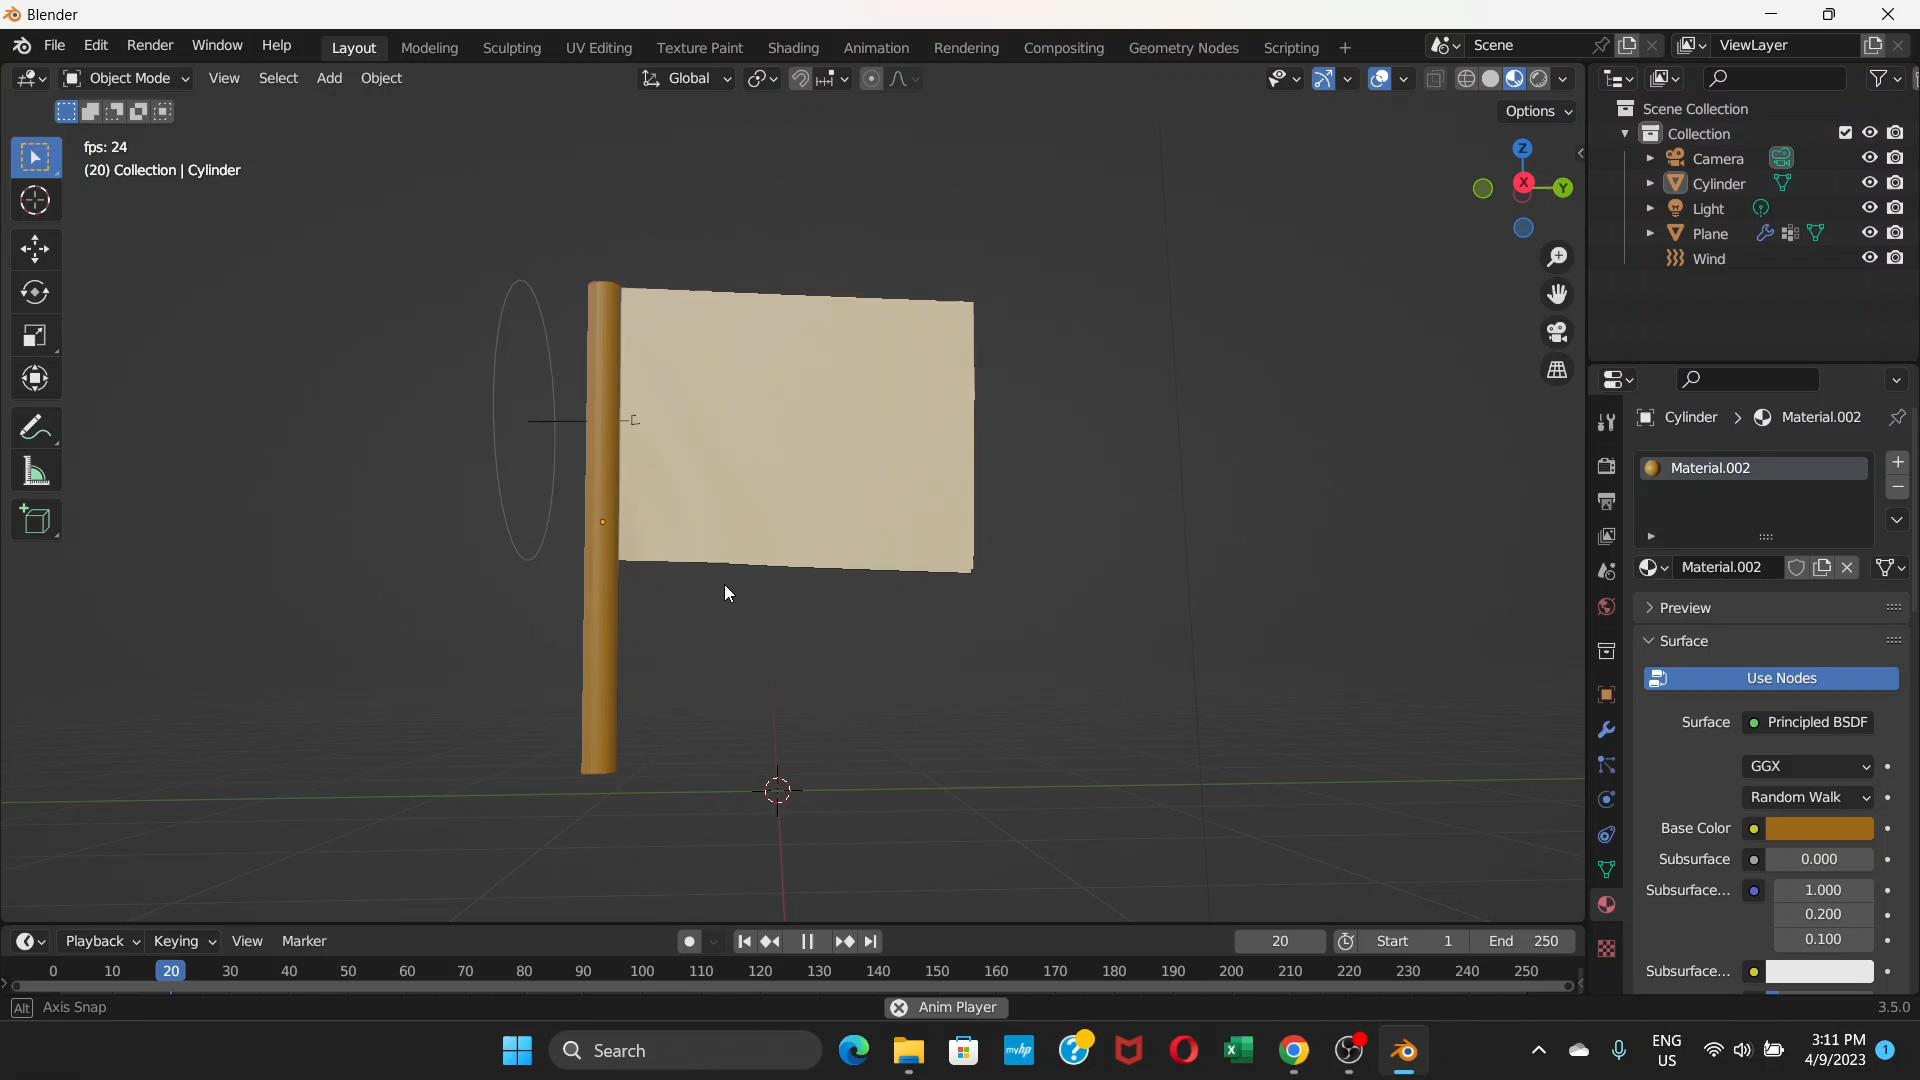 Blender
File Edit Render Window Help Layout Modeling Sculpting UV Editing Texture Paint Shading Animation Rendering Compositing Geometry Nodes Scripting + Scene ViewLayer
Object Mode View Select Add Object Global
Options
fps: 24
(20) Collection | Cylinder
Z
X
Y
Scene Collection
Collection
Camera
Cylinder
Light
Plane
Wind
Cylinder > Material.002
Material.002
Material.002
Preview
Surface
Use Nodes
Surface Principled BSDF
GGX
Random Walk
Base Color
Subsurface 0.000
Subsurface... 1.000
0.200
0.100
Subsurface...
Playback Keying View Marker 20 Start 1 End 250
0 10 20 30 40 50 60 70 80 90 100 110 120 130 140 150 160 170 180 190 200 210 220 230 240 250
Alt Axis Snap Anim Player 3.5.0
Search myhp ENG US 3:11 PM 4/9/2023 1